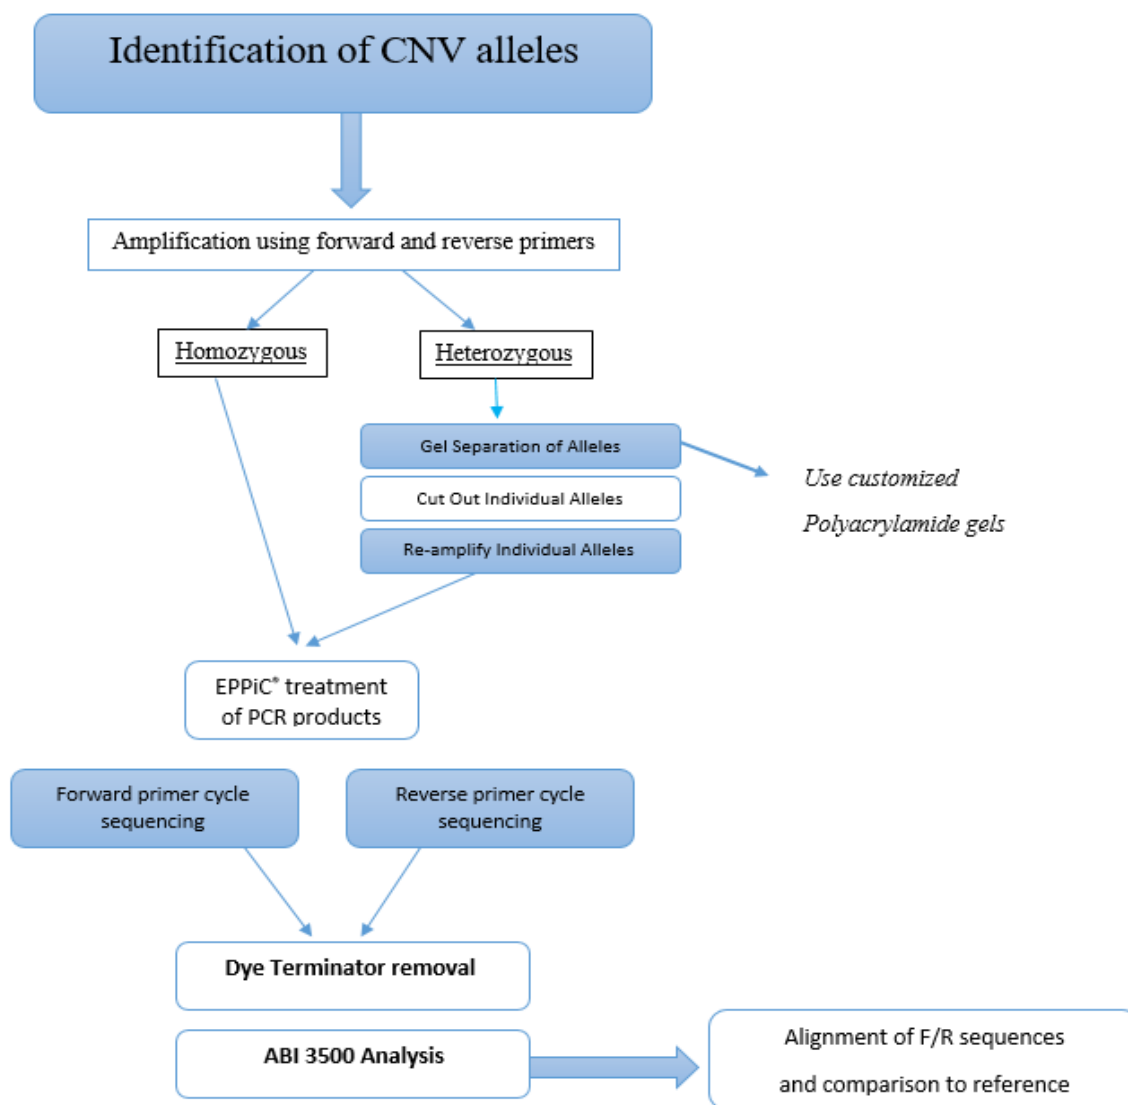 Identification of CNV alleles
Amplification using forward and reverse primers
Homozygous
Heterozygous
Gel Separation of Alleles
Cut Out Individual Alleles
Re-amplify Individual Alleles
Use customized
Polyacrylamide gels
EPPiC® treatment
of PCR products
Forward primer cycle
sequencing
Reverse primer cycle
sequencing
Dye Terminator removal
ABI 3500 Analysis
Alignment of F/R sequences
and comparison to reference